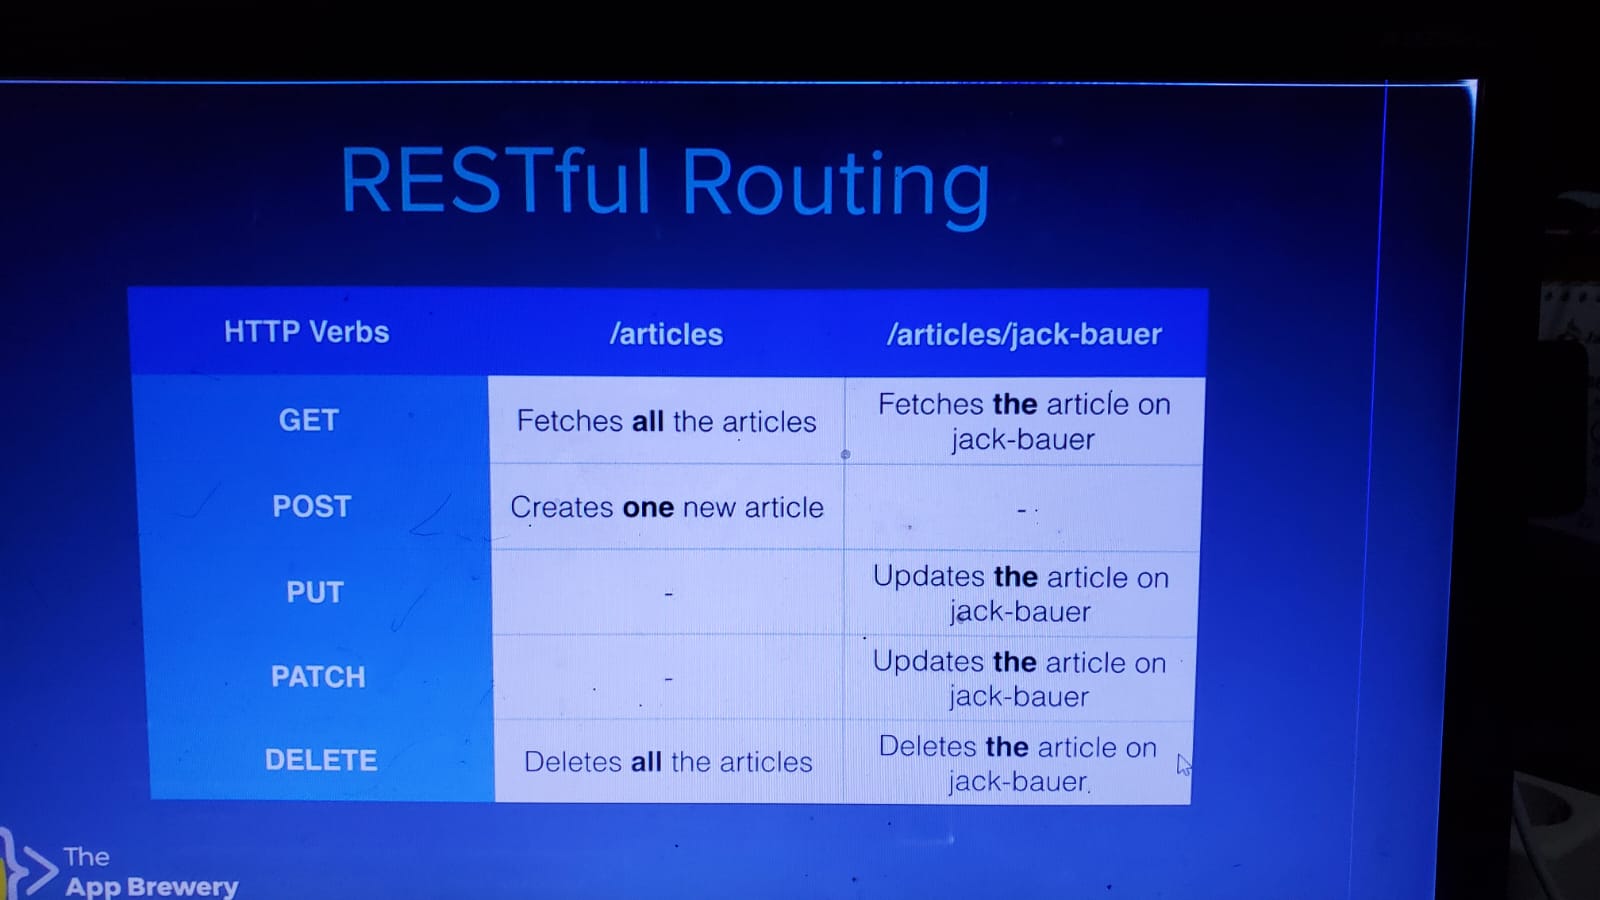 RESTful Routing
HTTP Verbs /articles /articles/jack-bauer
GET Fetches all the articles Fetches the article on
jack-bauer
POST Creates one new article -
PUT - Updates the article on
jack-bauer
PATCH - Updates the article on
jack-bauer
DELETE Deletes all the articles Deletes the article on
jack-bauer
The
App Brewery